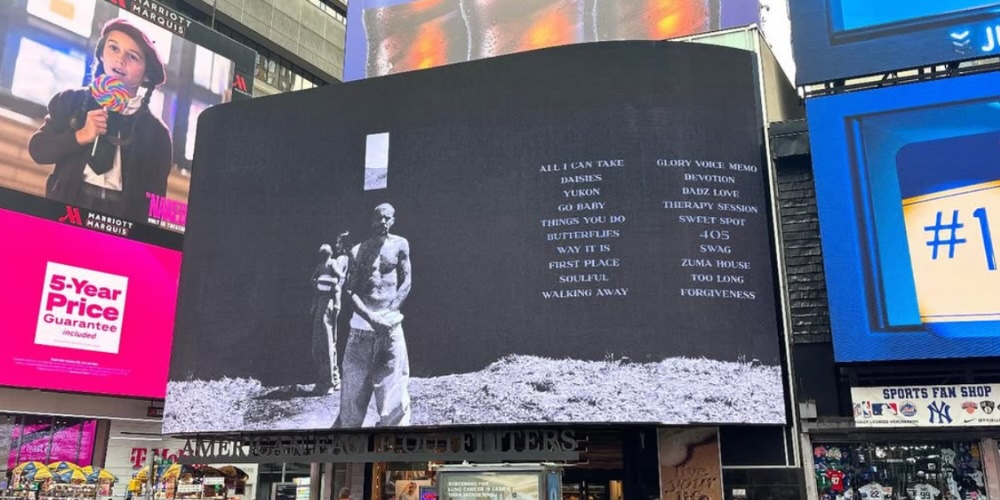 MARRIOTT
MARQUIS
MARRIOTT
MARQUIS
5-Year
Price
Guarantee
included
ALL I CAN TAKE
DAISIES
YUKON
GO BABY
THINGS YOU DO
BUTTERFLIES
WAY IT IS
FIRST PLACE
SOULFUL
WALKING AWAY
GLORY VOICE MEMO
DEVOTION
DADZ LOVE
THERAPY SESSION
SWEET SPOT
405
SWAG
ZUMA HOUSE
TOO LONG
FORGIVENESS
AMERICAN EAGLE OUTFITTERS
#1
SPORTS FAN SHOP